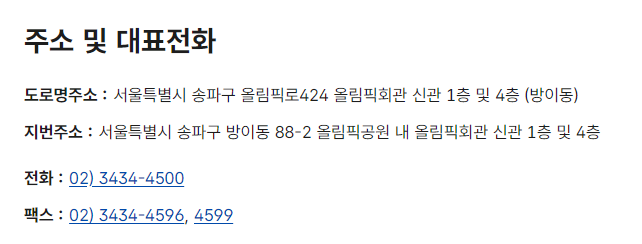 주소 및 대표전화
도로명주소 : 서울특별시 송파구 올림픽로424 올림픽회관 신관 1층 및 4층 (방이동)
지번주소 : 서울특별시 송파구 방이동 88-2 올림픽공원 내 올림픽회관 신관 1층 및 4층
전화 : 02) 3434-4500
팩스 : 02) 3434-4596, 4599